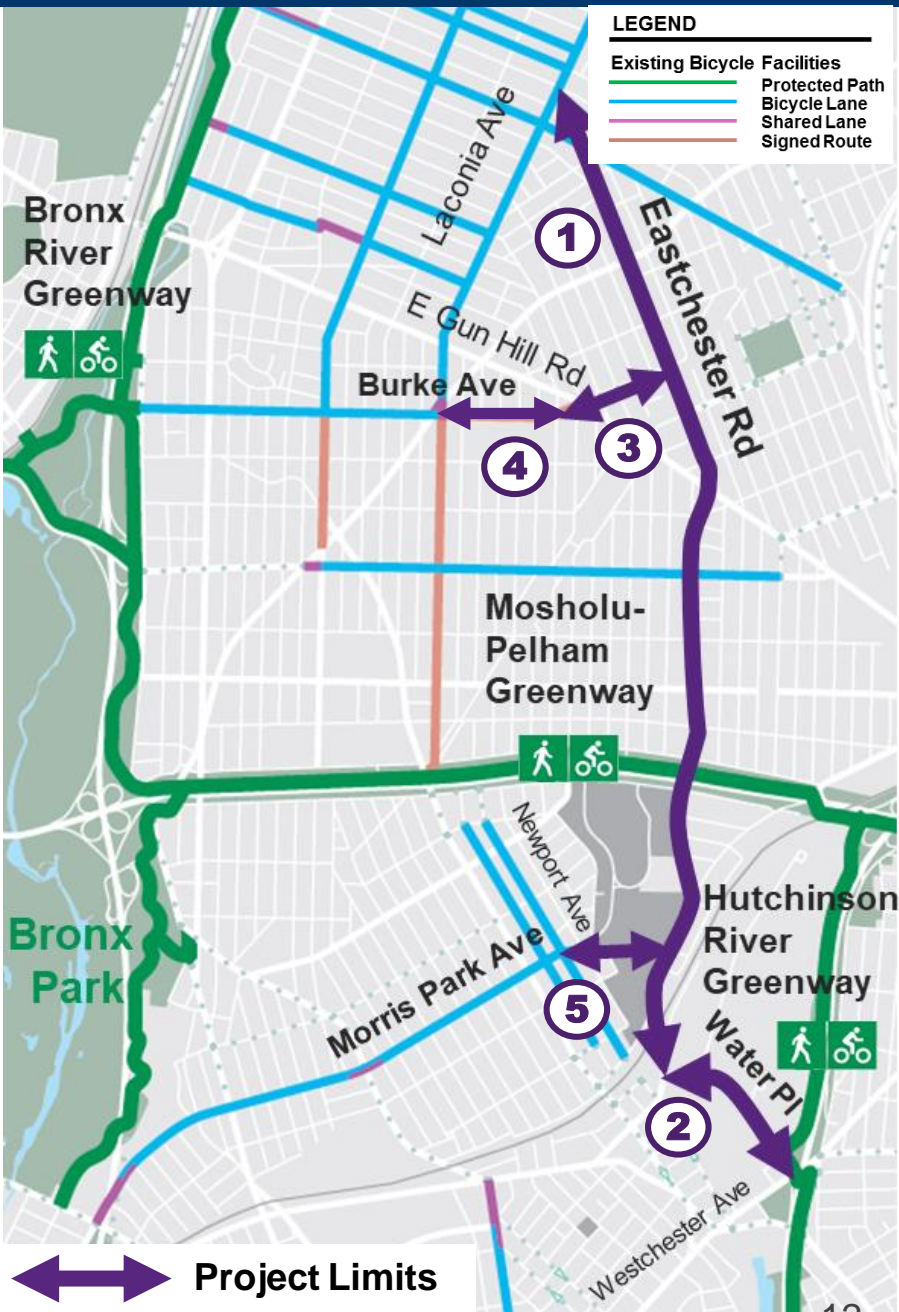 LEGEND
Existing Bicycle Facilities
Protected Path
Bicycle Lane
Shared Lane
Signed Route
Laconia Ave
Bronx
River
Greenway
1
Eastchester Rd
E Gun Hill Rd
Burke Ave
3
4
Mosholu-
Pelham
Greenway
Newport Ave
Hutchinson
River
Greenway
Bronx
Park
Morris Park Ave
5
Water Pl
2
Westchester Ave
Project Limits